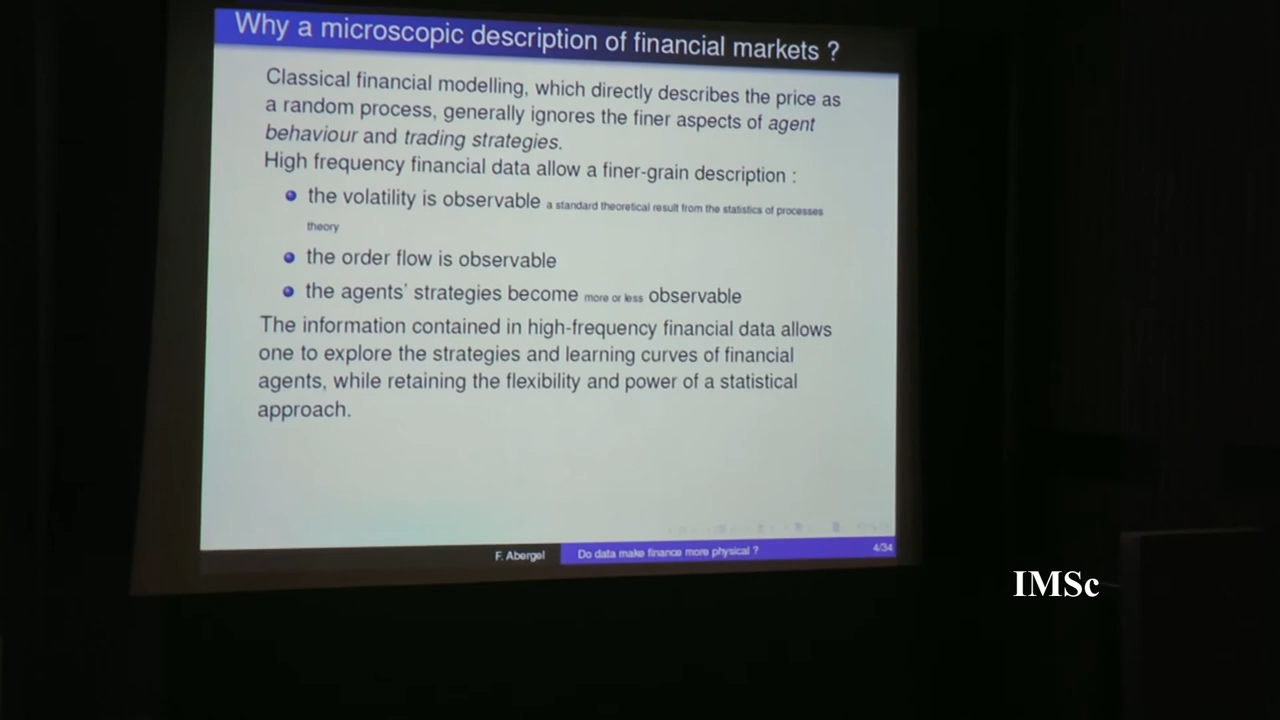 Why a microscopic description of financial markets ?
Classical financial modelling, which directly describes the price as
a random process, generally ignores the finer aspects of agent
behaviour and trading strategies.
High frequency financial data allow a finer-grain description :
the volatility is observable a standard theoretical result from the statistics of processes
theory
the order flow is observable
the agents' strategies become more or less observable
The information contained in high-frequency financial data allows
one to explore the strategies and learning curves of financial
agents, while retaining the flexibility and power of a statistical
approach.
F. Abergel Do data make finance more physical ? 4/34
IMSc